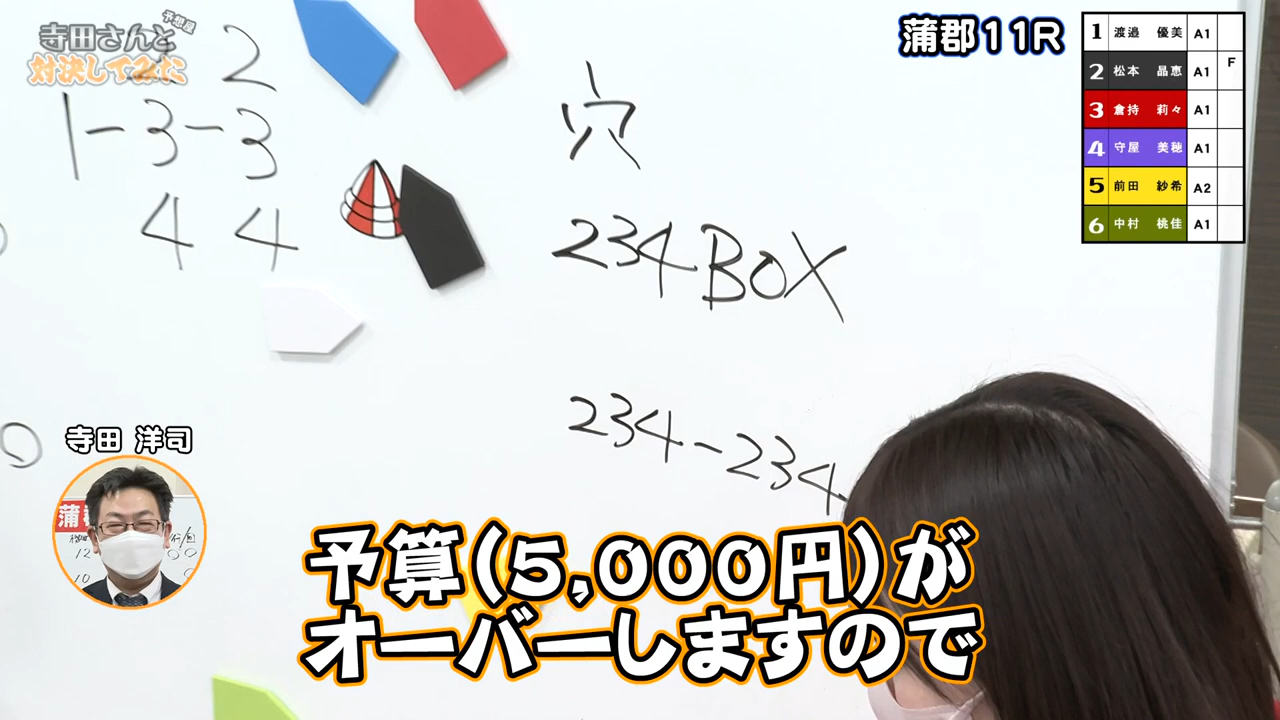 予想屋
寺田さんと
対決してみた
蒲郡11R
1 渡邉 優美 A1
2 松本 晶恵 A1 F
3 倉持 莉々 A1
4 守屋 美穂 A1
5 前田 紗希 A2
6 中村 桃佳 A1
2 2
1-3-3
4 4
穴
234BOX
234-234
寺田 洋司
予算(5,000円)が
オーバーしますので